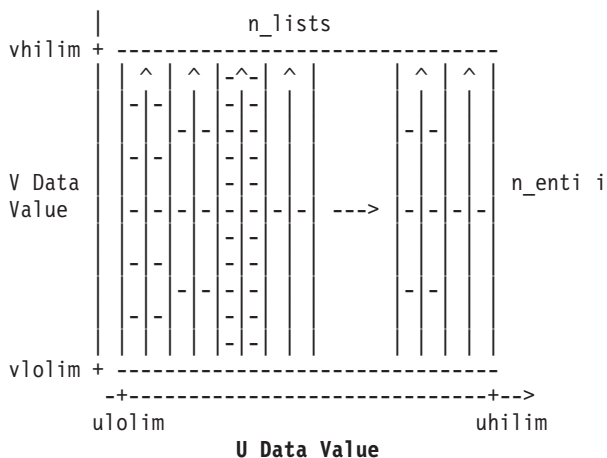 n_lists
vhilim
V Data
Value
n_enti i
vlolim
ulolim uhilim
U Data Value